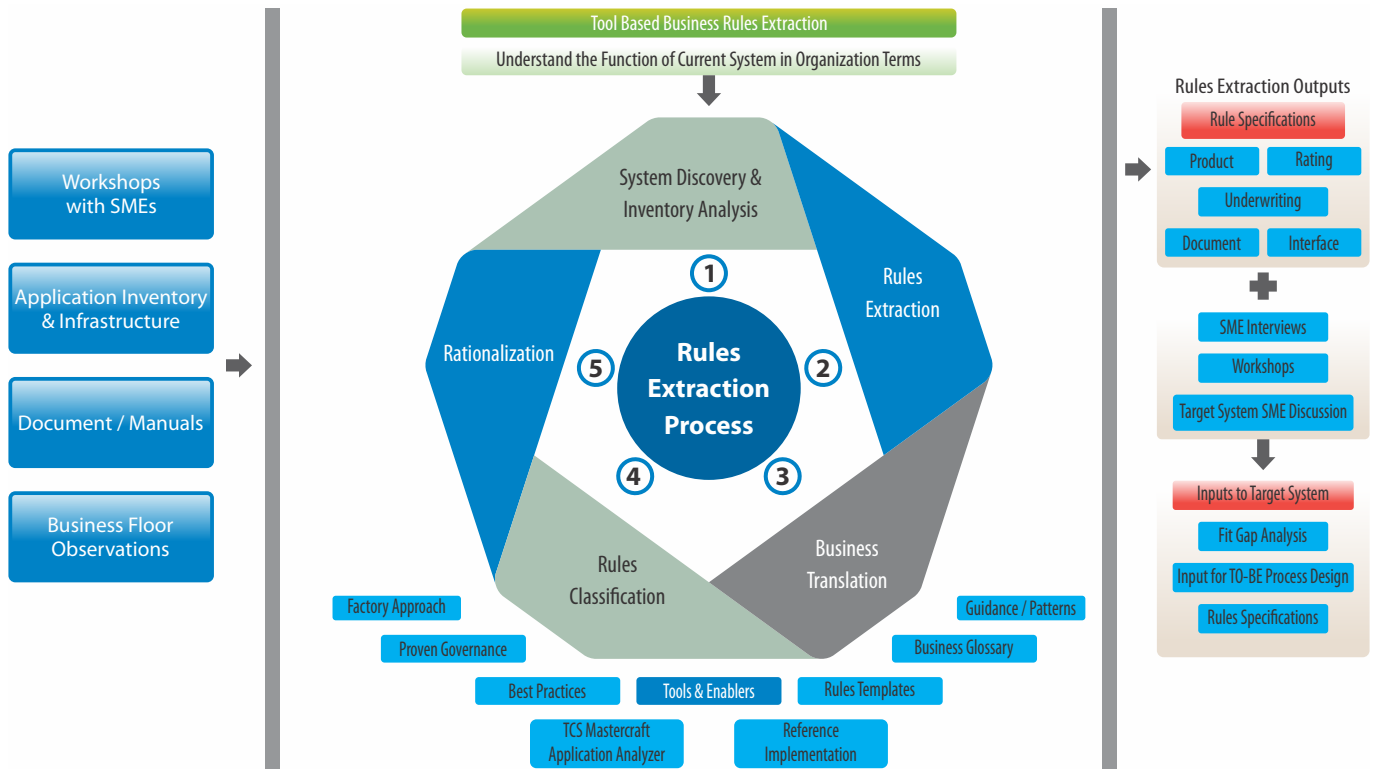 Tool Based Business Rules Extraction
Understand the Function of Current System in Organization Terms
Workshops
with SMEs
Application Inventory
& Infrastructure
Document / Manuals
Business Floor
Observations
System Discovery &
Inventory Analysis
Rules
Extraction
Business
Translation
Rules
Classification
Rationalization
1
2
3
4
5
Rules
Extraction
Process
Factory Approach
Proven Governance
Best Practices
Tools & Enablers
Rules Templates
Business Glossary
Guidance / Patterns
TCS Mastercraft
Application Analyzer
Reference
Implementation
Rules Extraction Outputs
Rule Specifications
Product
Rating
Underwriting
Document
Interface
SME Interviews
Workshops
Target System SME Discussion
Inputs to Target System
Fit Gap Analysis
Input for TO-BE Process Design
Rules Specifications